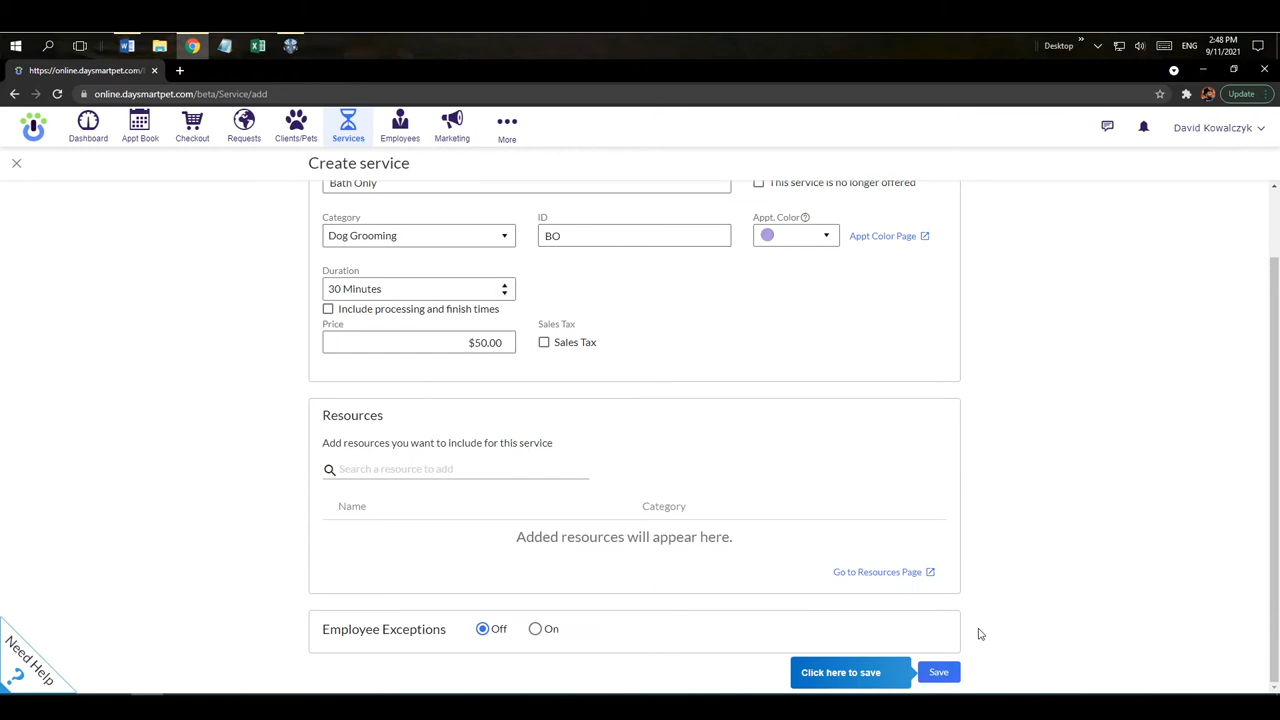 2:48 PM
Desktop
ENG
9/11/2021
https://online.daysmartpet.com/
online.daysmartpet.com/beta/Service/add
Update
Dashboard
Appt Book
Checkout
Requests
Clients/Pets
Services
Employees
Marketing
More
David Kowalczyk
Create service
Bath Only
This service is no longer offered
Category
ID
Appt. Color
Dog Grooming
BO
Appt Color Page
Duration
30 Minutes
Include processing and finish times
Price
Sales Tax
$50.00
Sales Tax
Resources
Add resources you want to include for this service
Search a resource to add
Name
Category
Added resources will appear here.
Go to Resources Page
Employee Exceptions
Off
On
Need Help
?
Click here to save
Save